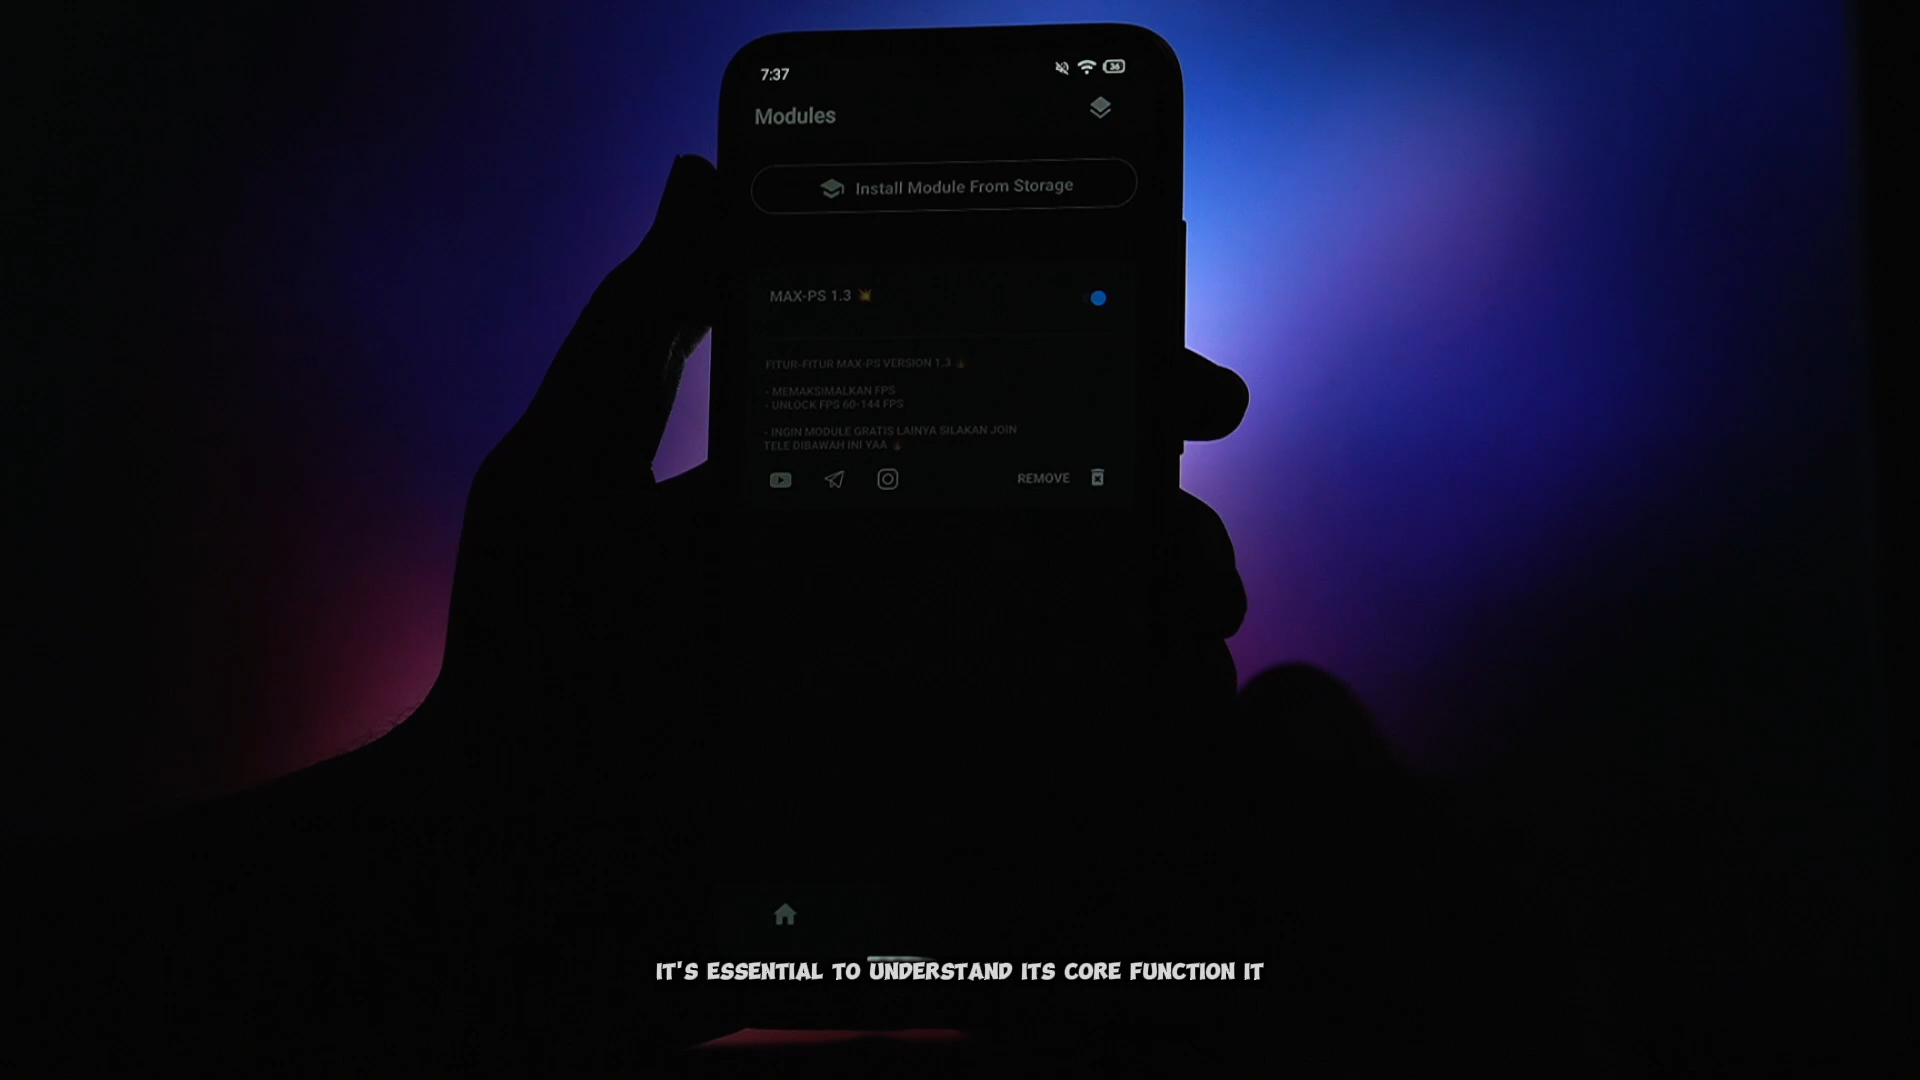 7:37
36
Modules
Install Module From Storage
MAX-PS 1.3 💥
FITUR-FITUR MAX-PS VERSION 1.3 🔥
- MEMAKSIMALKAN FPS
- UNLOCK FPS 60-144 FPS
- INGIN MODULE GRATIS LAINYA SILAKAN JOIN
TELE DIBAWAH INI YAA 🔥
REMOVE
IT'S ESSENTIAL TO UNDERSTAND ITS CORE FUNCTION IT